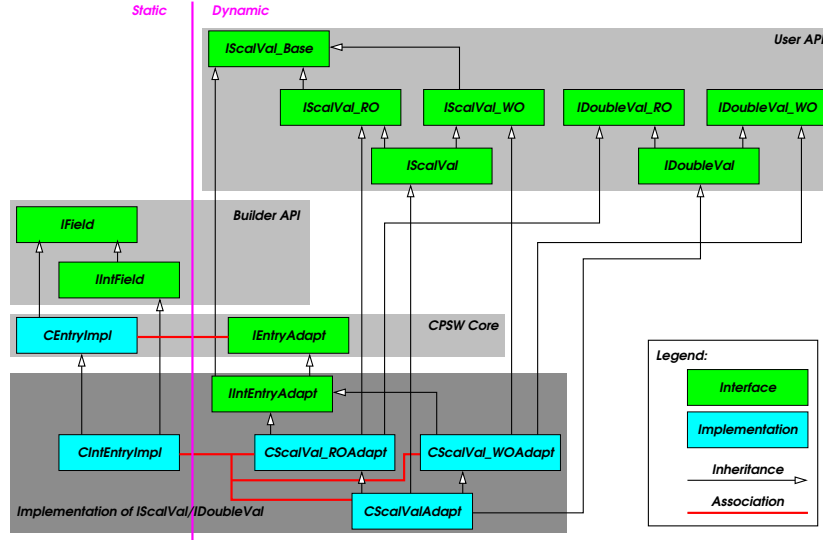 Static Dynamic
User API
IScalVal_Base
IScalVal_RO IScalVal_WO IDoubleVal_RO IDoubleVal_WO
IScalVal IDoubleVal
Builder API
IField
IIntField
CEntryImpl IEntryAdapt CPSW Core
Legend:
IIntEntryAdapt Interface
Implementation
CIntEntryImpl CScalVal_ROAdapt CScalVal_WOAdapt
Inheritance
Implementation of IScalVal/IDoubleVal CScalValAdapt
Association